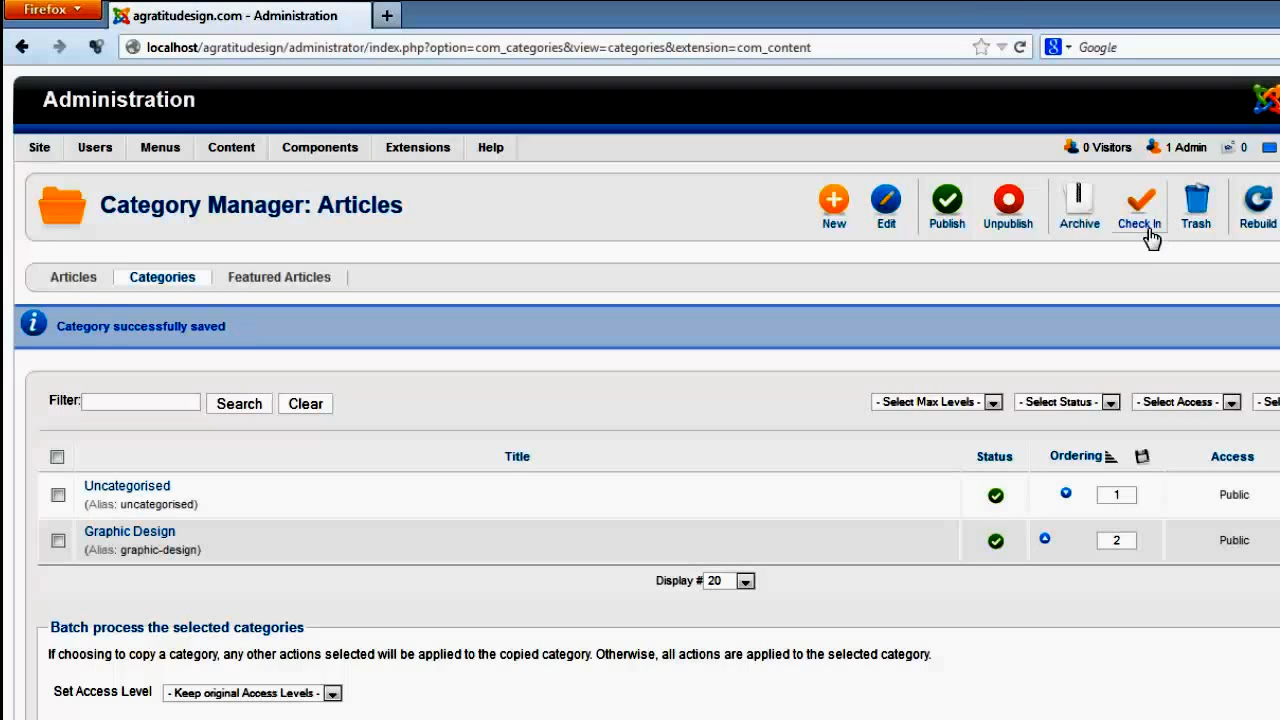 Firefox
agratitudesign.com - Administration
localhost/agratitudesign/administrator/index.php?option=com_categories&view=categories&extension=com_content
Google
Administration
Site Users Menus Content Components Extensions Help
0 Visitors 1 Admin 0
Category Manager: Articles
New Edit Publish Unpublish Archive Check In Trash Rebuild
Articles Categories Featured Articles
Category successfully saved
Filter: Search Clear
- Select Max Levels - - Select Status - - Select Access - - Sel
Title Status Ordering Access
Uncategorised 1 Public
(Alias: uncategorised)
Graphic Design 2 Public
(Alias: graphic-design)
Display # 20
Batch process the selected categories
If choosing to copy a category, any other actions selected will be applied to the copied category. Otherwise, all actions are applied to the selected category.
Set Access Level - Keep original Access Levels -